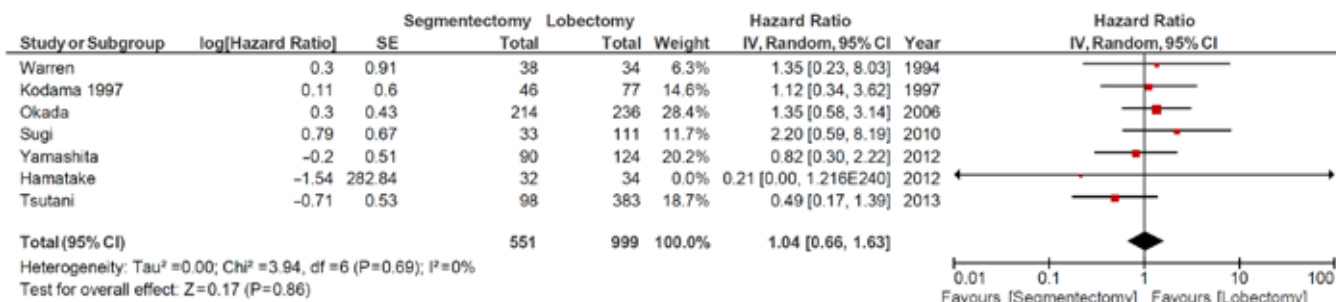 Segmentectomy Lobectomy Hazard Ratio Hazard Ratio
Study or Subgroup log[Hazard Ratio] SE Total Total Weight IV, Random, 95% CI Year IV, Random, 95% CI
Warren 0.3 0.91 38 34 6.3% 1.35 [0.23, 8.03] 1994
Kodama 1997 0.11 0.6 46 77 14.6% 1.12 [0.34, 3.62] 1997
Okada 0.3 0.43 214 236 28.4% 1.35 [0.58, 3.14] 2006
Sugi 0.79 0.67 33 111 11.7% 2.20 [0.59, 8.19] 2010
Yamashita −0.2 0.51 90 124 20.2% 0.82 [0.30, 2.22] 2012
Hamatake −1.54 282.84 32 34 0.0% 0.21 [0.00, 1.216E240] 2012
Tsutani −0.71 0.53 98 383 18.7% 0.49 [0.17, 1.39] 2013
Total (95% CI) 551 999 100.0% 1.04 [0.66, 1.63]
Heterogeneity: Tau² =0.00; Chi² =3.94, df =6 (P=0.69); I²=0%
Test for overall effect: Z=0.17 (P=0.86)
0.01 0.1 1 10 100
Favours [Segmentectomy] Favours [Lobectomy]